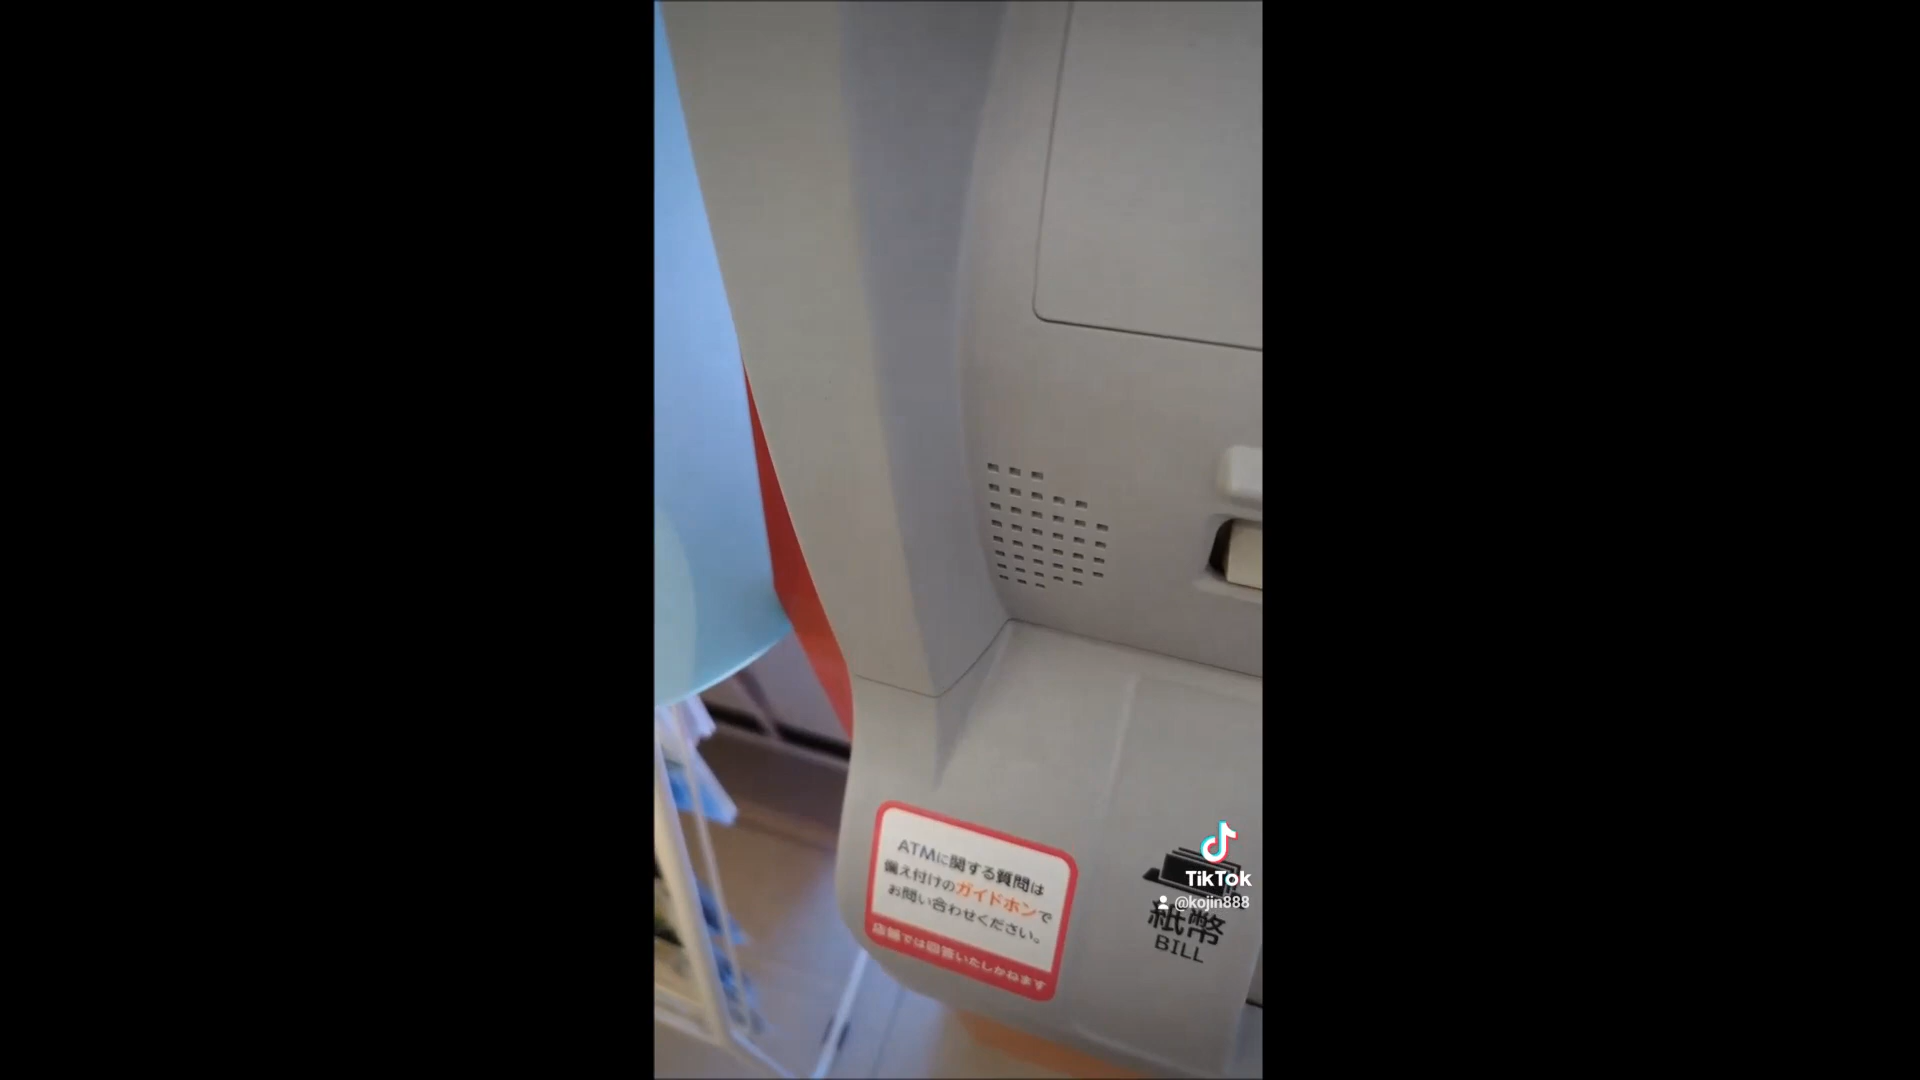 ATMに関する質問は
備え付けのガイドホンで
お問い合わせください。
店舗では回答いたしかねます
TikTok
@kojin888
紙幣
BILL